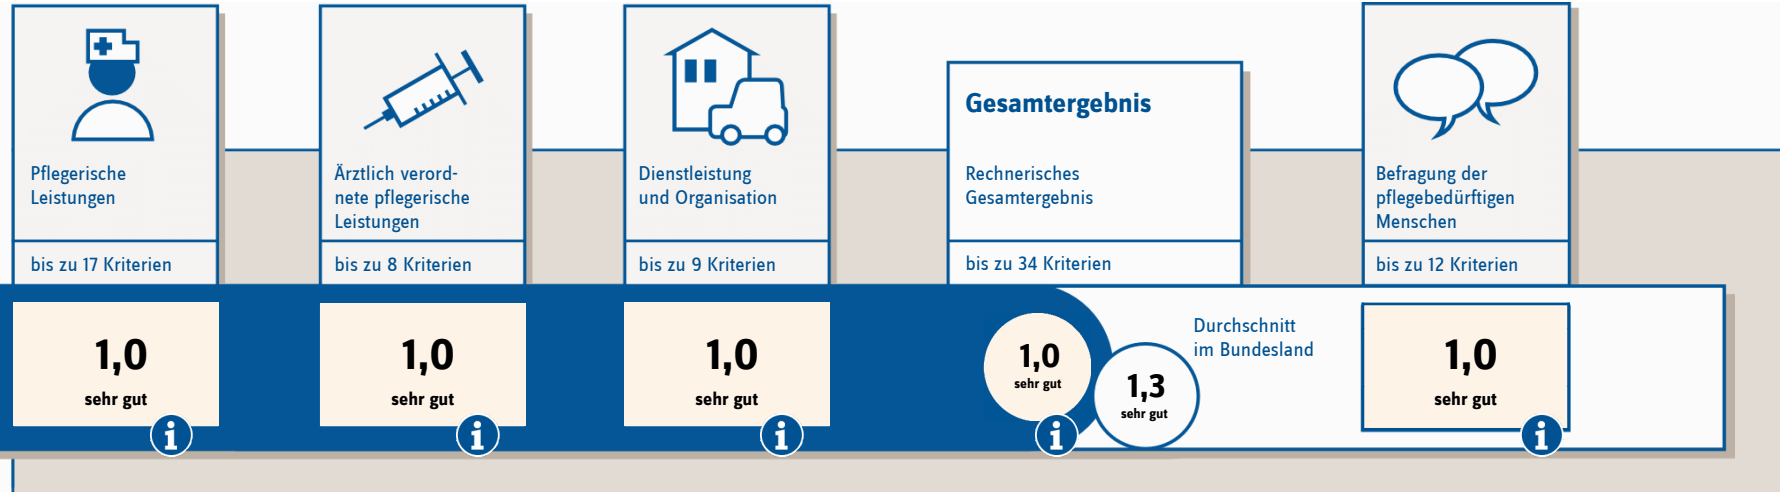 Pflegerische
Leistungen
bis zu 17 Kriterien
1,0
sehr gut
i
Ärztlich verord-
nete pflegerische
Leistungen
bis zu 8 Kriterien
1,0
sehr gut
i
Dienstleistung
und Organisation
bis zu 9 Kriterien
1,0
sehr gut
i
Gesamtergebnis
Rechnerisches
Gesamtergebnis
bis zu 34 Kriterien
1,0
sehr gut
i
1,3
sehr gut
Durchschnitt
im Bundesland
Befragung der
pflegebedürftigen
Menschen
bis zu 12 Kriterien
1,0
sehr gut
i